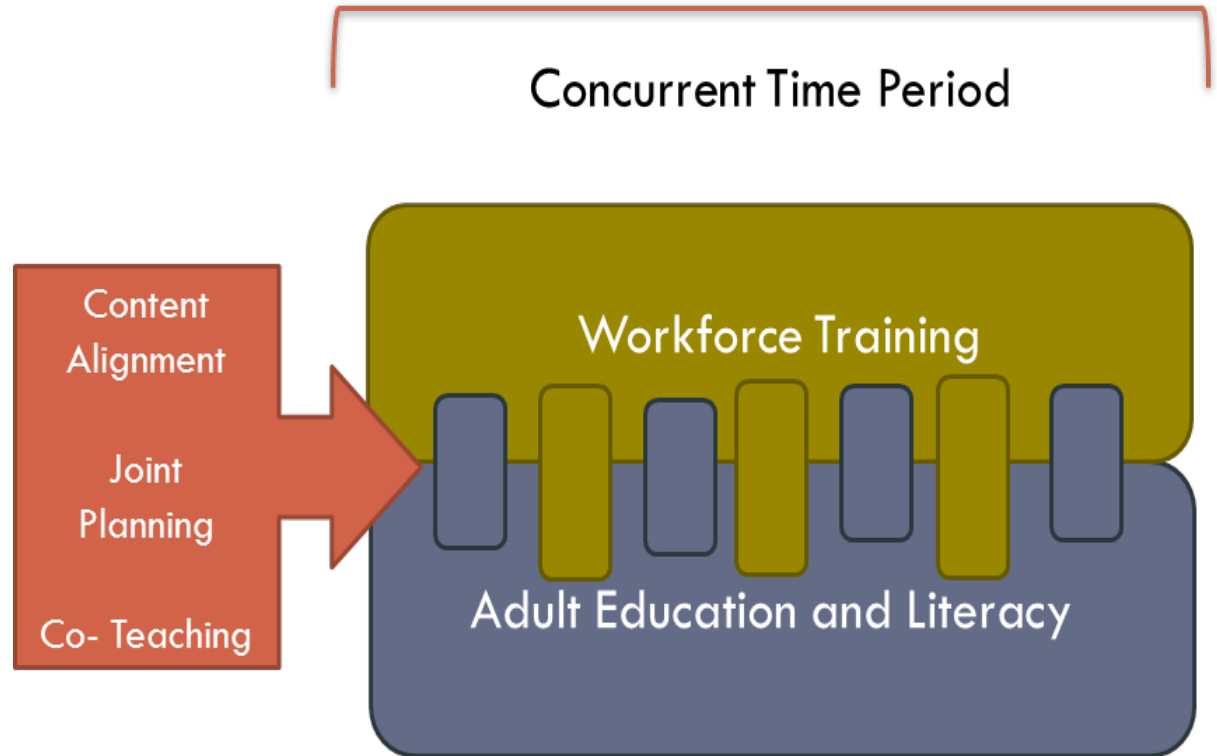 Concurrent Time Period
Content
Alignment
Joint
Planning
Co- Teaching
Workforce Training
Adult Education and Literacy